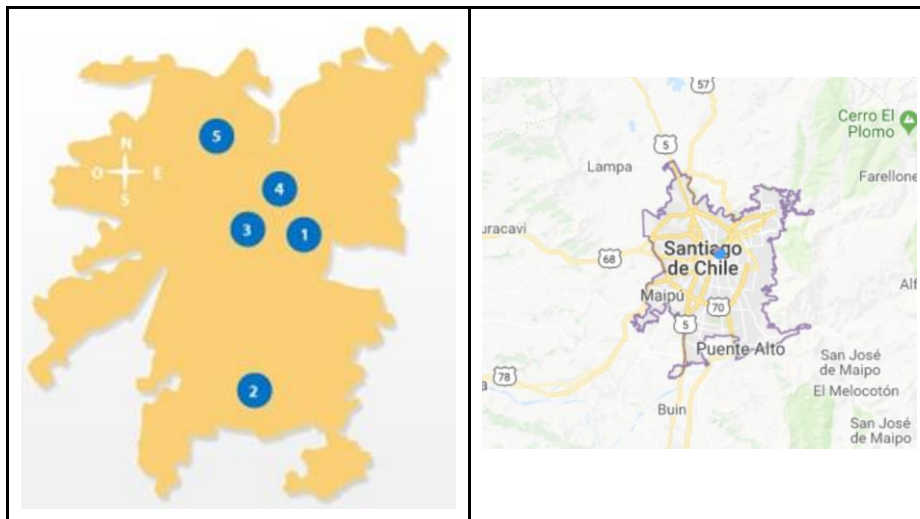 5
N
O
E
S
4
3
1
2
57
5
Cerro El
Plomo
Lampa
Farellone
uracavi
68
Santiago
de Chile
Alf
Maipú
70
5
Puente Alto
78
San José
de Maipo
El Melocotón
Buin
San José
de Maipo